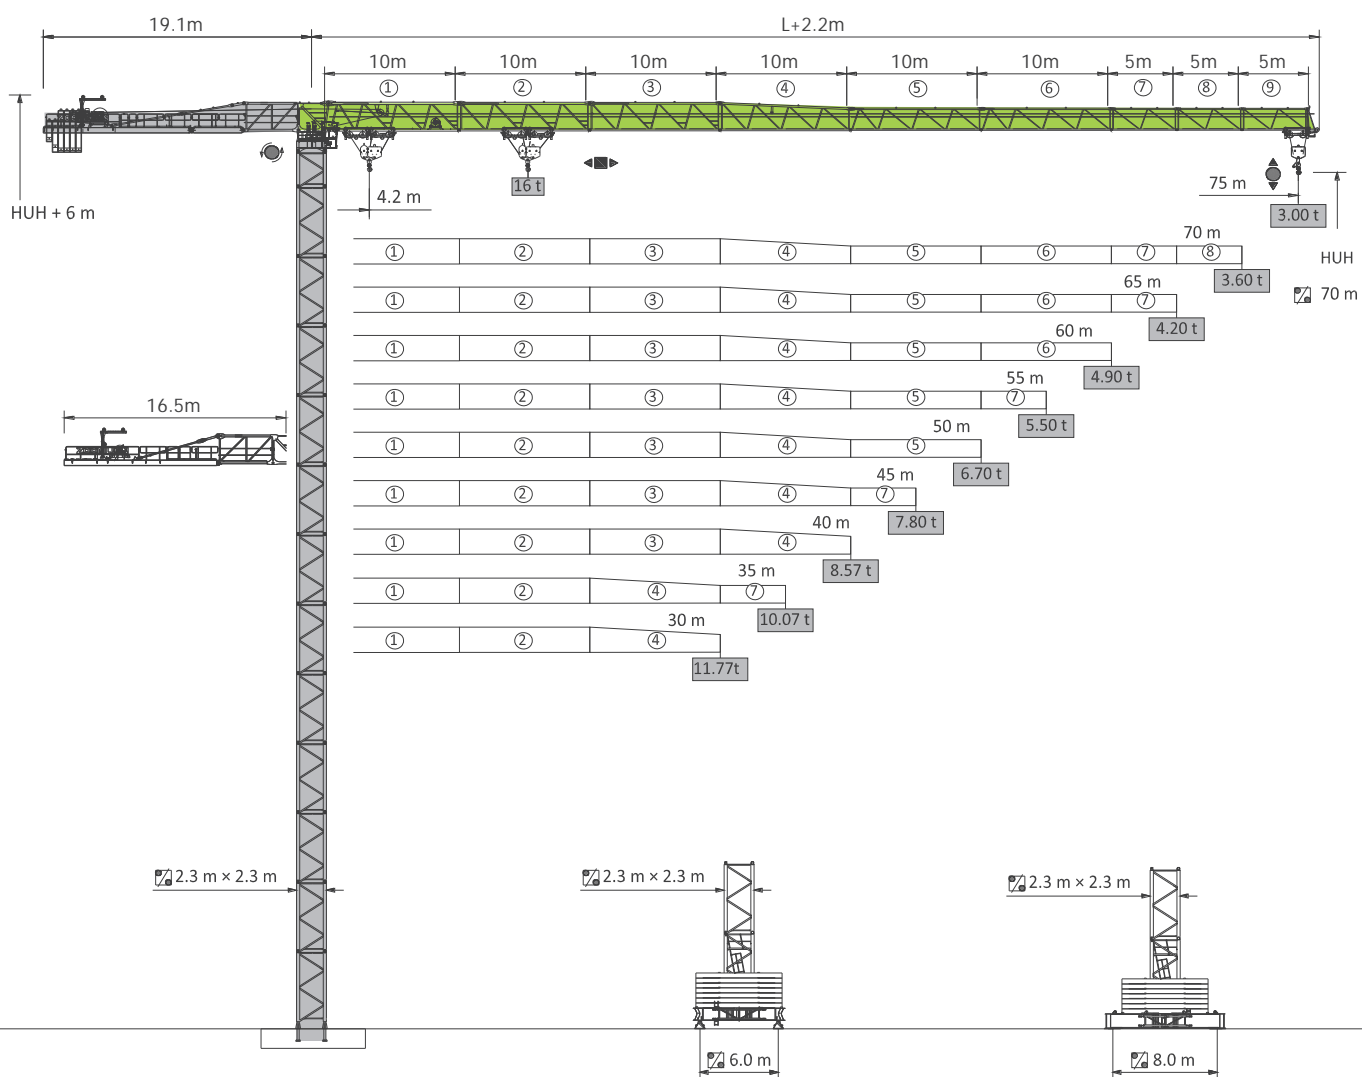 19.1m L+2.2m
10m 10m 10m 10m 10m 10m 5m 5m 5m
① ② ③ ④ ⑤ ⑥ ⑦ ⑧ ⑨
16 t
4.2 m 75 m
HUH + 6 m 3.00 t
70 m
① ② ③ ④ ⑤ ⑥ ⑦ ⑧ HUH
3.60 t
65 m 70 m
① ② ③ ④ ⑤ ⑥ ⑦
4.20 t
60 m
① ② ③ ④ ⑤ ⑥
4.90 t
55 m
① ② ③ ④ ⑤ ⑦
16.5m
5.50 t
50 m
① ② ③ ④ ⑤
6.70 t
45 m
① ② ③ ④ ⑦
7.80 t
40 m
① ② ③ ④
8.57 t
35 m
① ② ④ ⑦
10.07 t
30 m
① ② ④
11.77t
2.3 m × 2.3 m 2.3 m × 2.3 m 2.3 m × 2.3 m
6.0 m 8.0 m